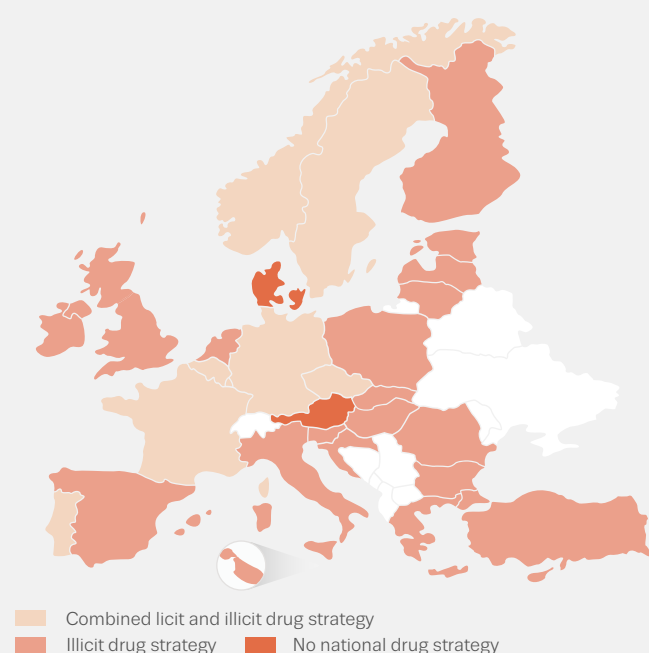 Combined licit and illicit drug strategy
Illicit drug strategy No national drug strategy